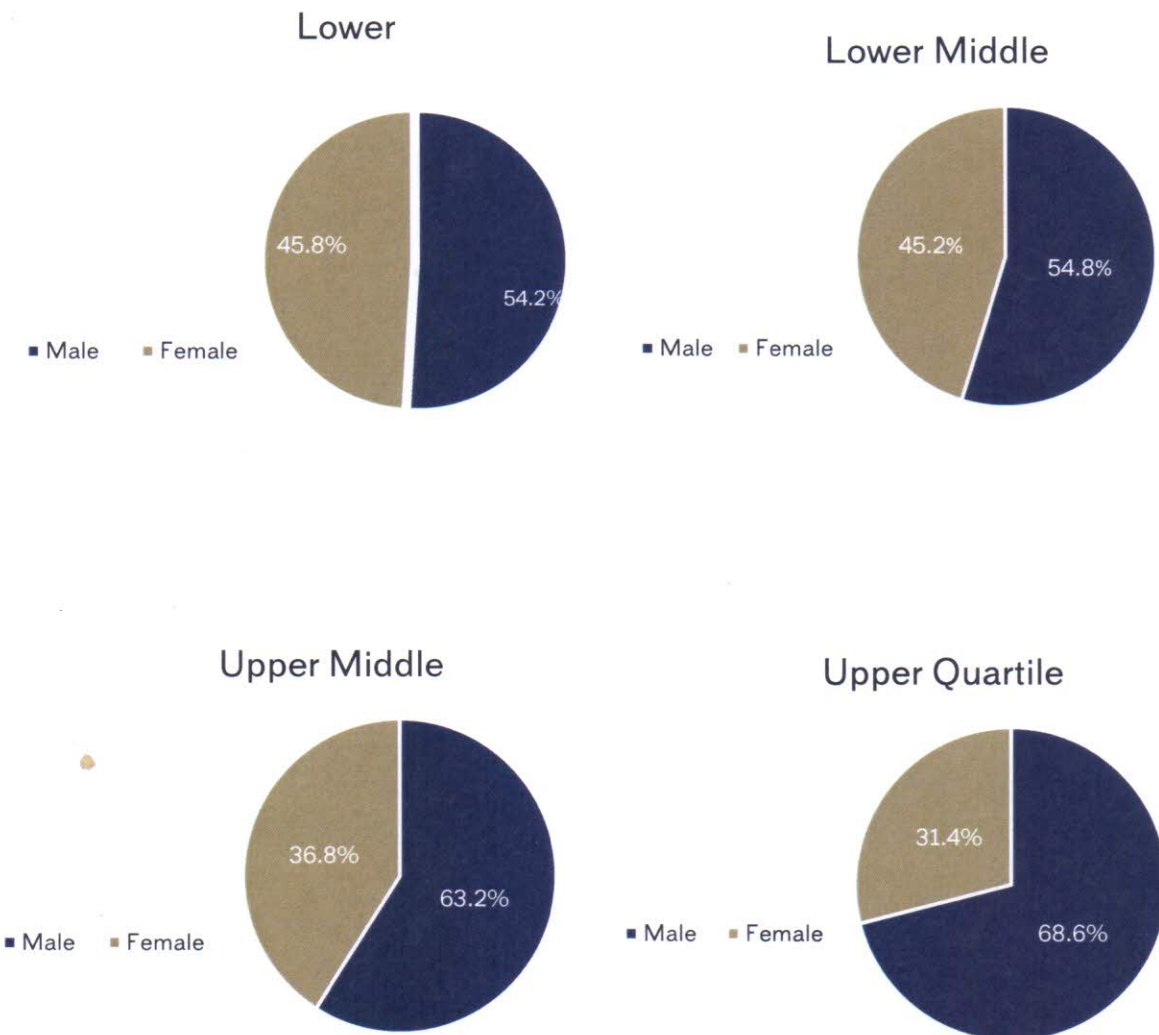 Lower
45.8%
54.2%
Male Female
Lower Middle
45.2%
54.8%
Male Female
Upper Middle
36.8%
63.2%
Male Female
Upper Quartile
31.4%
68.6%
Male Female